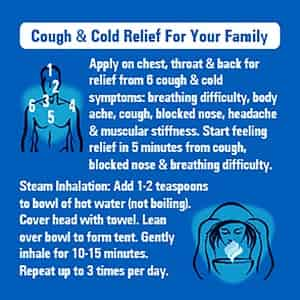 Cough & Cold Relief For Your Family
Apply on chest, throat & back for
relief from 6 cough & cold
symptoms: breathing difficulty, body
ache, cough, blocked nose, headache
& muscular stiffness. Start feeling
relief in 5 minutes from cough,
blocked nose & breathing difficulty.
1
2
6 3 4
5
Steam Inhalation: Add 1-2 teaspoons
to bowl of hot water (not boiling).
Cover head with towel. Lean
over bowl to form tent. Gently
inhale for 10-15 minutes.
Repeat up to 3 times per day.